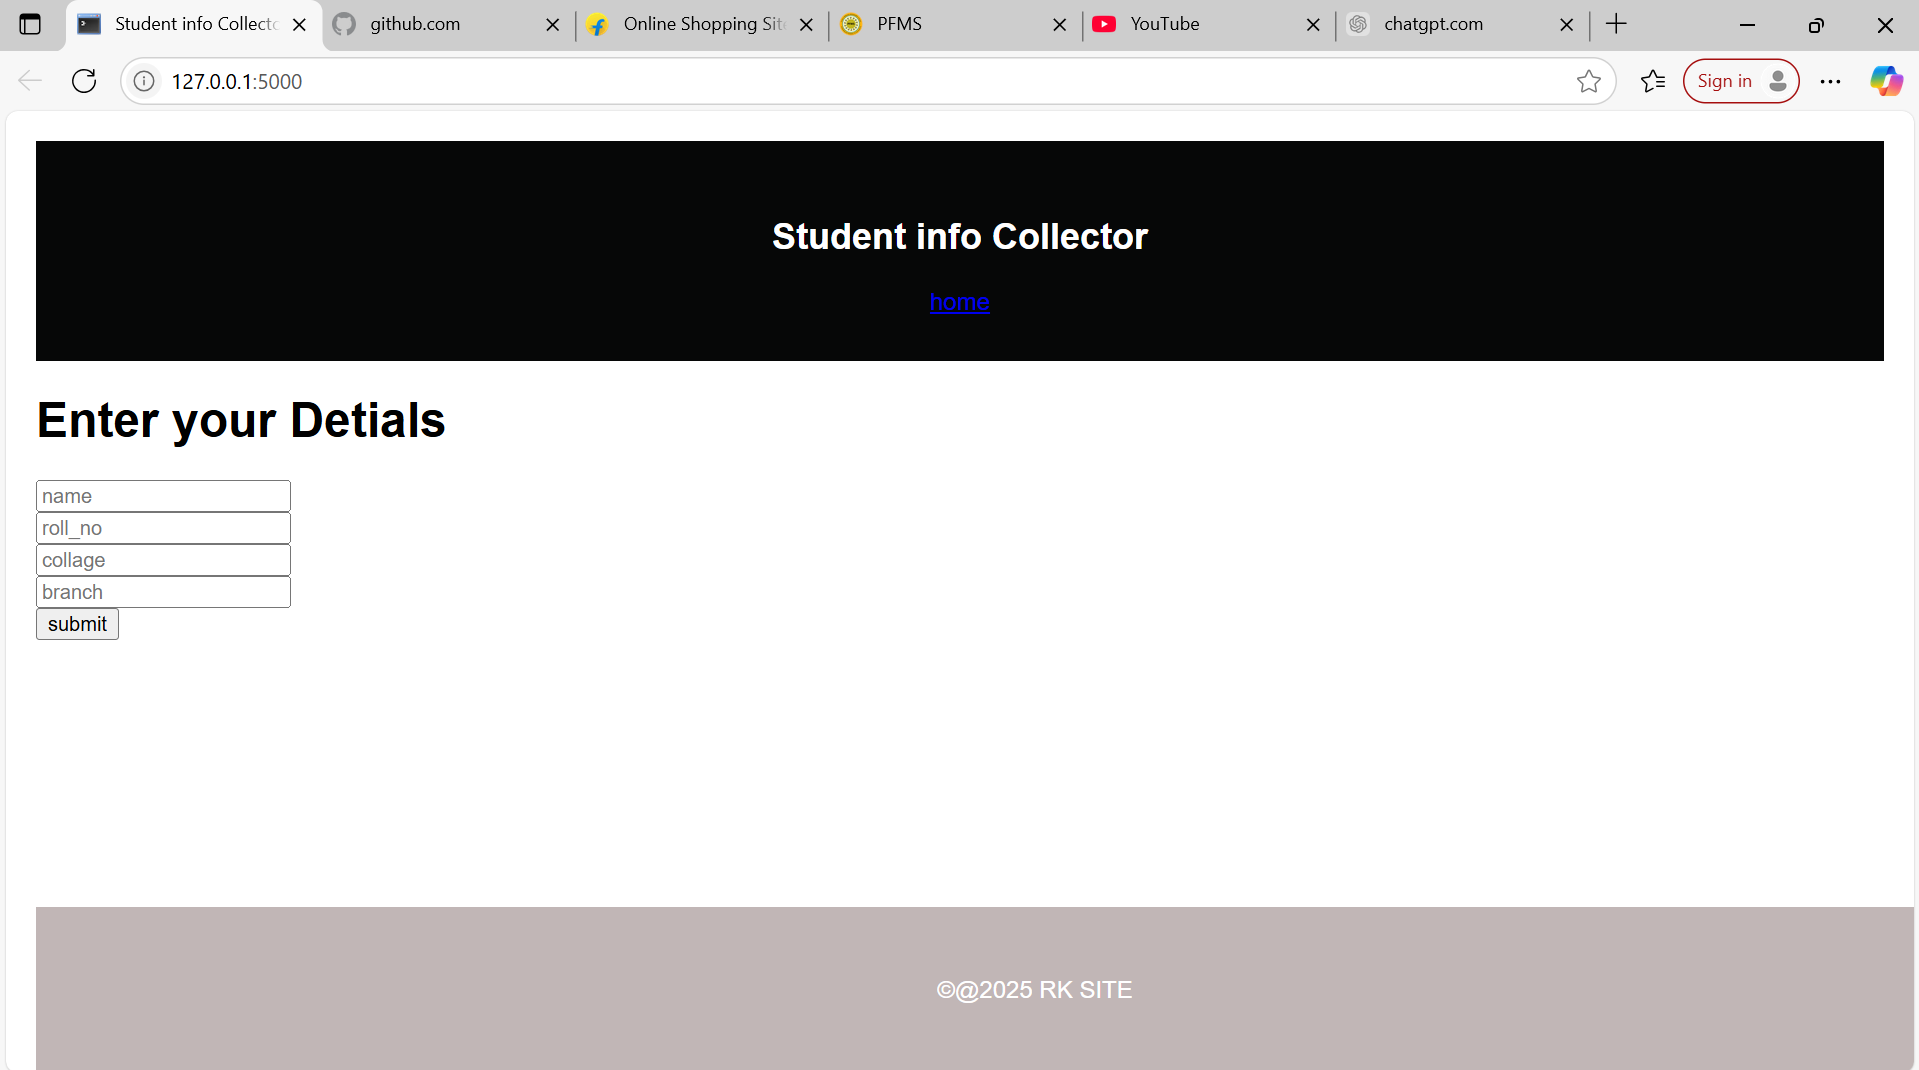 Student info Collecto
github.com
Online Shopping Sit
PFMS
YouTube
chatgpt.com
127.0.0.1:5000
Sign in
Student info Collector
home
Enter your Detials
name
roll_no
collage
branch
submit
©@2025 RK SITE